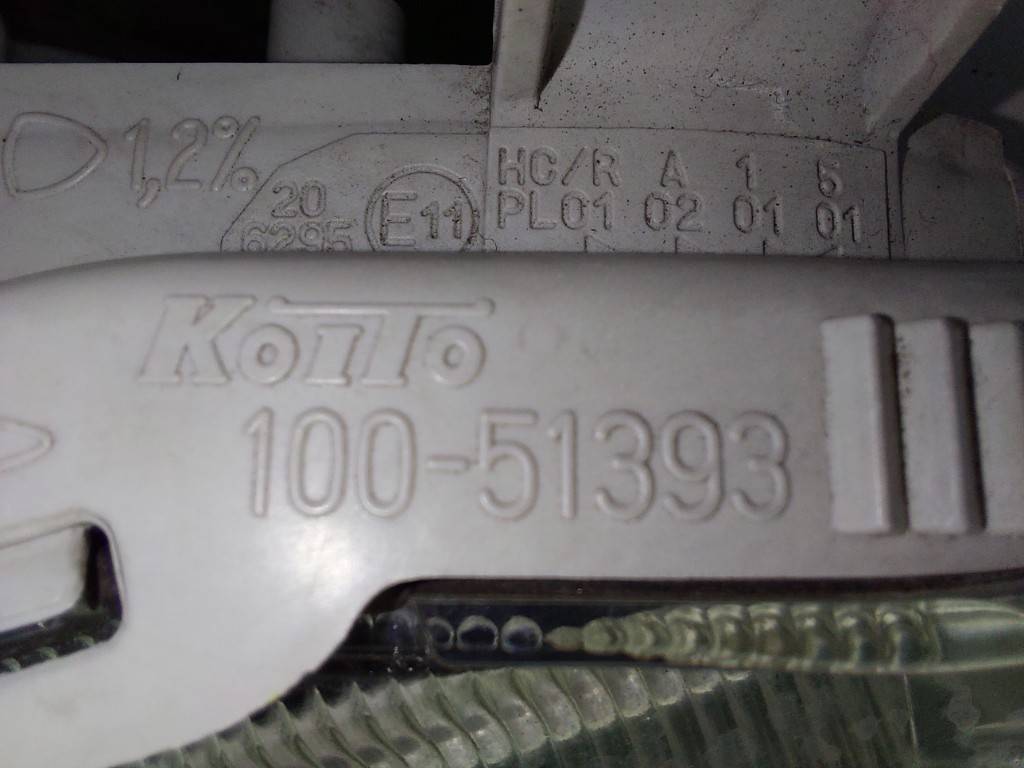 1,2%
20
6295
E11
HC/R A 1 5
PL01 02 01 01
KOITO
100-51393